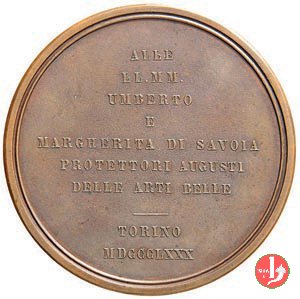 ALLE
LL.MM.
UMBERTO
E
MARGHERITA DI SAVOIA
PROTETTORI AUGUSTI
DELLE ARTI BELLE
TORINO
MDCCCLXXX